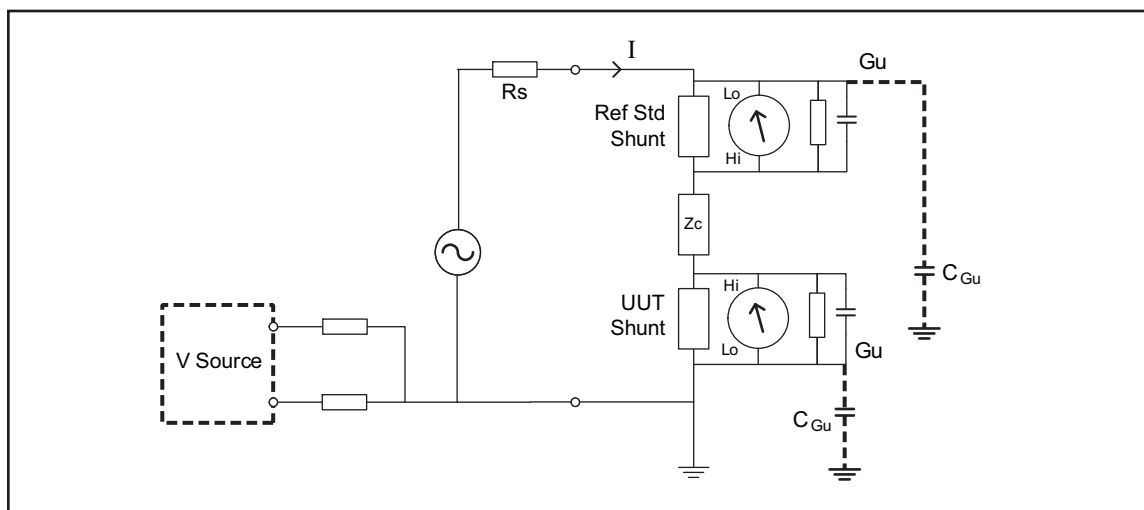 I
Rs
Ref Std
Shunt
Lo
Hi
Gu
Zc
C Gu
UUT
Shunt
Hi
Lo
Gu
C Gu
V Source